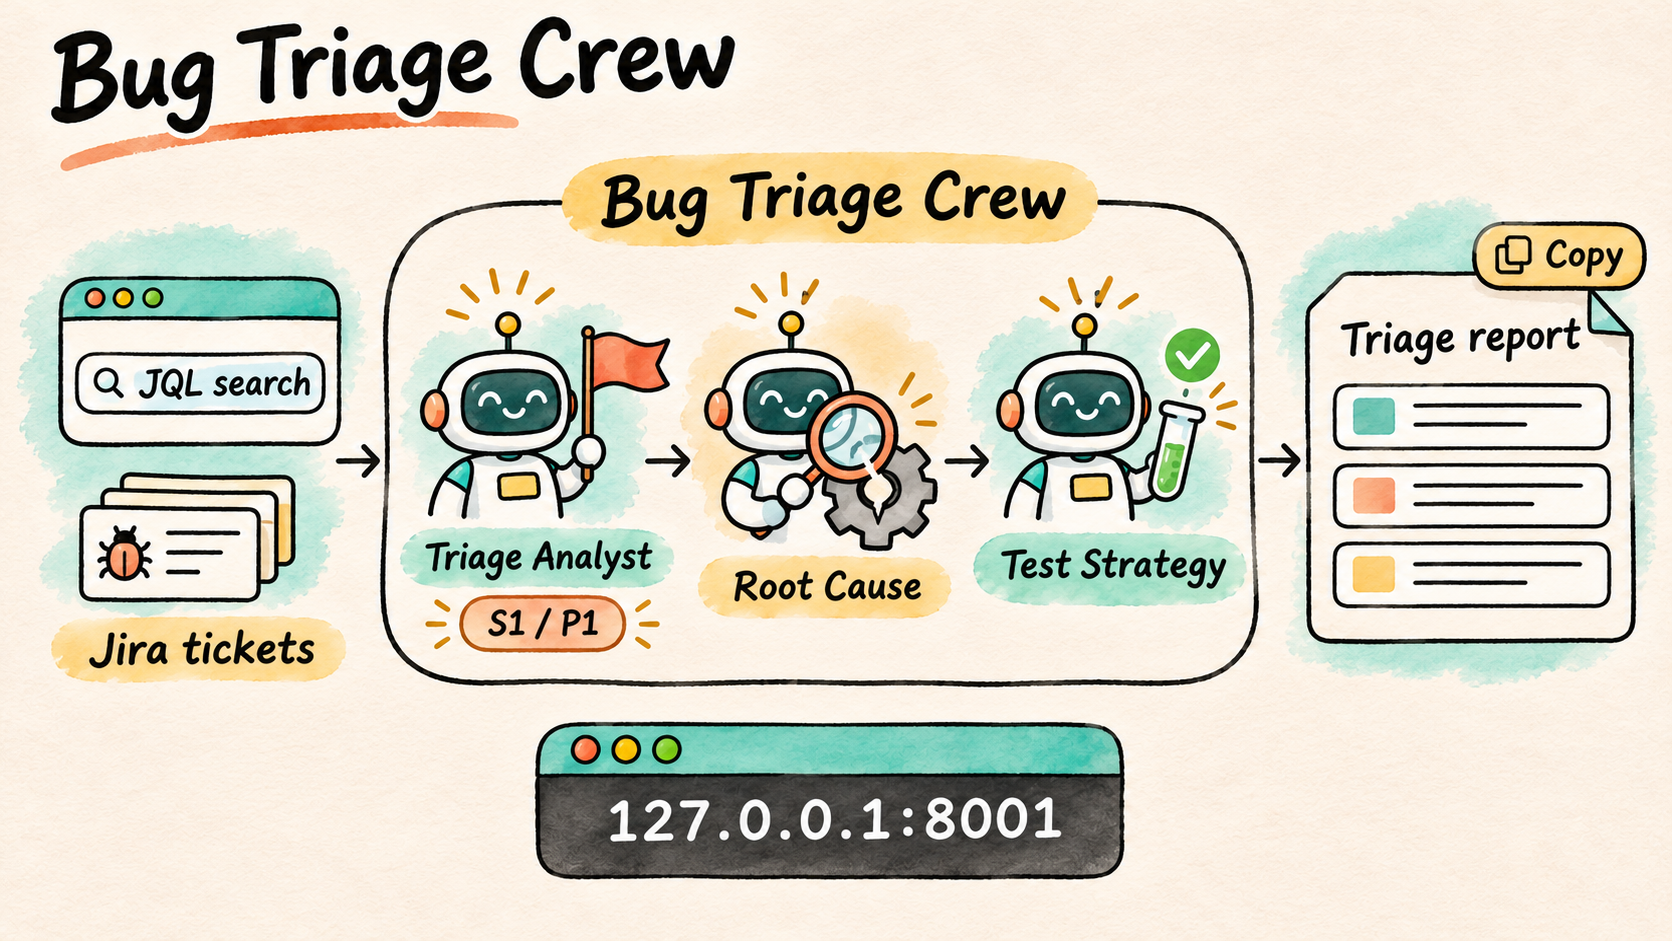 Bug Triage Crew
Bug Triage Crew
JQL search
Jira tickets
Triage Analyst
S1 / P1
Root Cause
Test Strategy
Copy
Triage report
127.0.0.1:8001